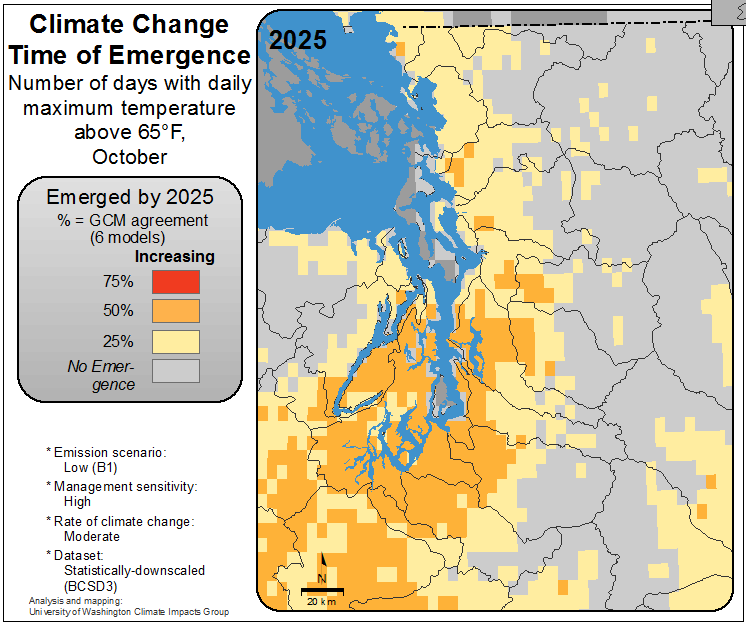 Climate Change
Time of Emergence
Number of days with daily
maximum temperature
above 65°F,
October
Emerged by 2025
% = GCM agreement
(6 models)
Increasing
75%
50%
25%
No Emer-
gence
* Emission scenario:
Low (B1)
* Management sensitivity:
High
* Rate of climate change:
Moderate
* Dataset:
Statistically-downscaled
(BCSD3)
Analysis and mapping:
University of Washington Climate Impacts Group
2025
N
20 km